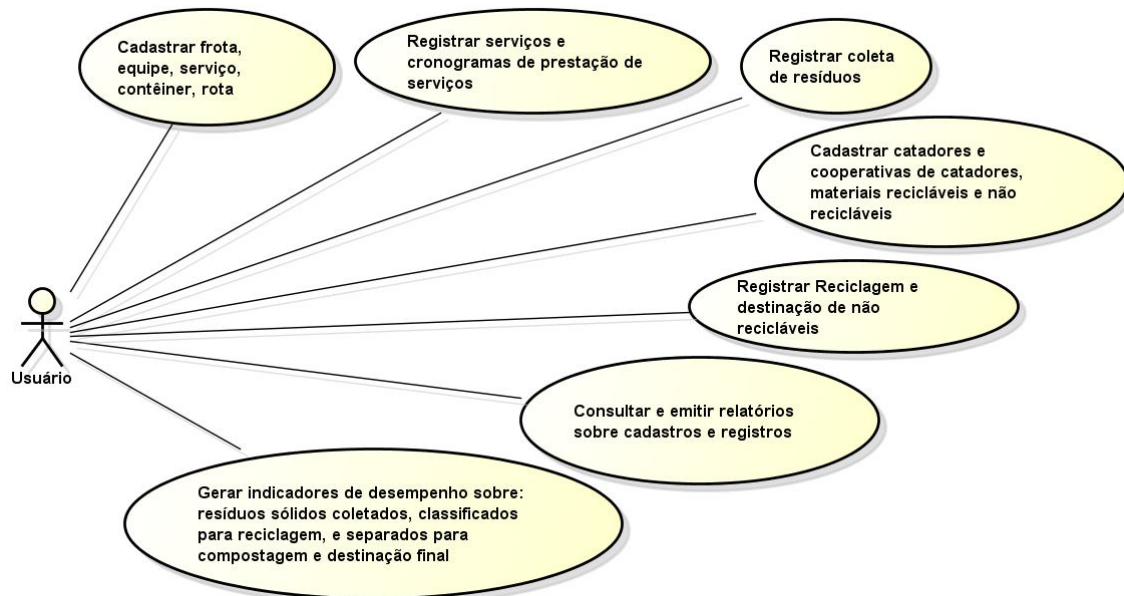 Cadastrar frota,
equipe, serviço,
contêiner, rota
Registrar serviços e
cronogramas de prestação de
serviços
Registrar coleta
de resíduos
Cadastrar catadores e
cooperativas de catadores,
materiais recicláveis e não
recicláveis
Registrar Reciclagem e
destinação de não
recicláveis
Usuário
Consultar e emitir relatórios
sobre cadastros e registros
Gerar indicadores de desempenho sobre:
resíduos sólidos coletados, classificados
para reciclagem, e separados para
compostagem e destinação final